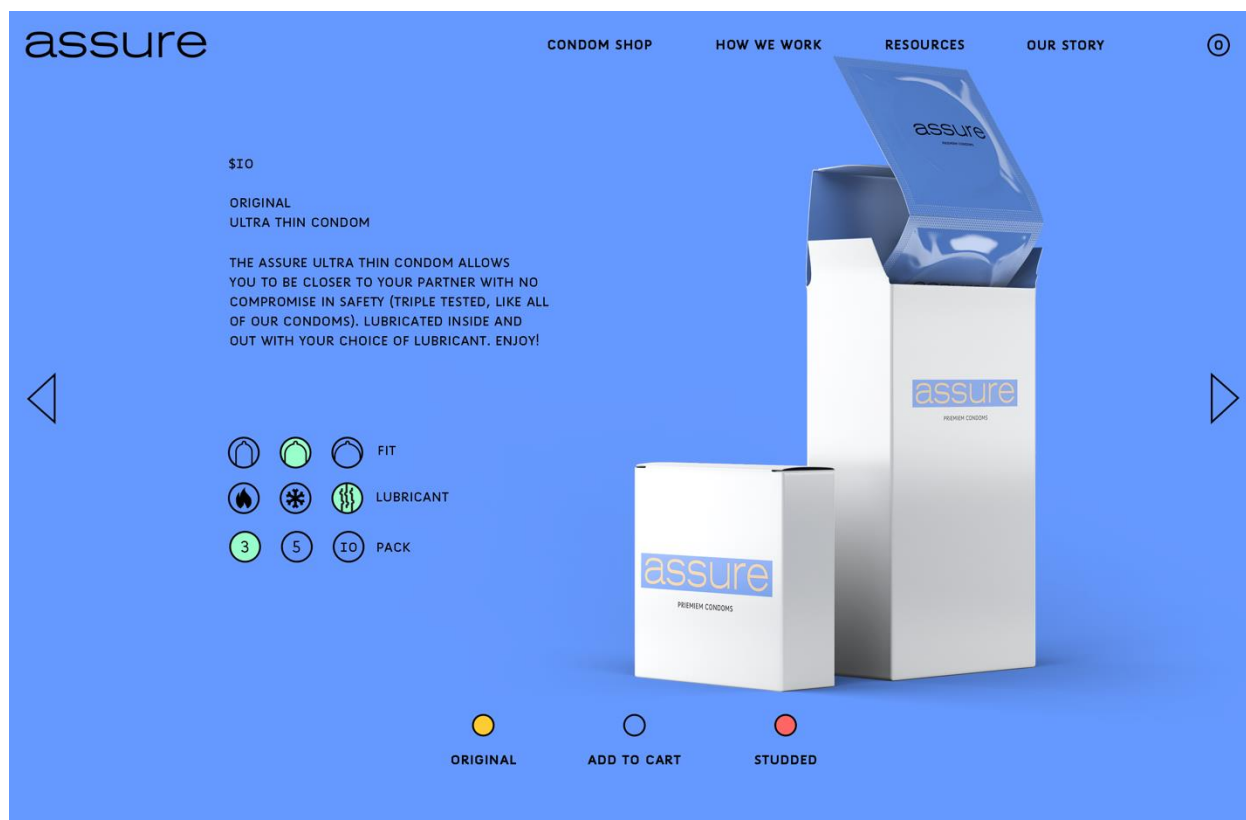 assure
CONDOM SHOP HOW WE WORK RESOURCES OUR STORY 0
$10
ORIGINAL
ULTRA THIN CONDOM
THE ASSURE ULTRA THIN CONDOM ALLOWS
YOU TO BE CLOSER TO YOUR PARTNER WITH NO
COMPROMISE IN SAFETY (TRIPLE TESTED, LIKE ALL
OF OUR CONDOMS). LUBRICATED INSIDE AND
OUT WITH YOUR CHOICE OF LUBRICANT. ENJOY!
FIT
LUBRICANT
3 5 10 PACK
assure
assure
PRIEMIEM CONDOMS
assure
PRIEMIEM CONDOMS
ORIGINAL ADD TO CART STUDDED